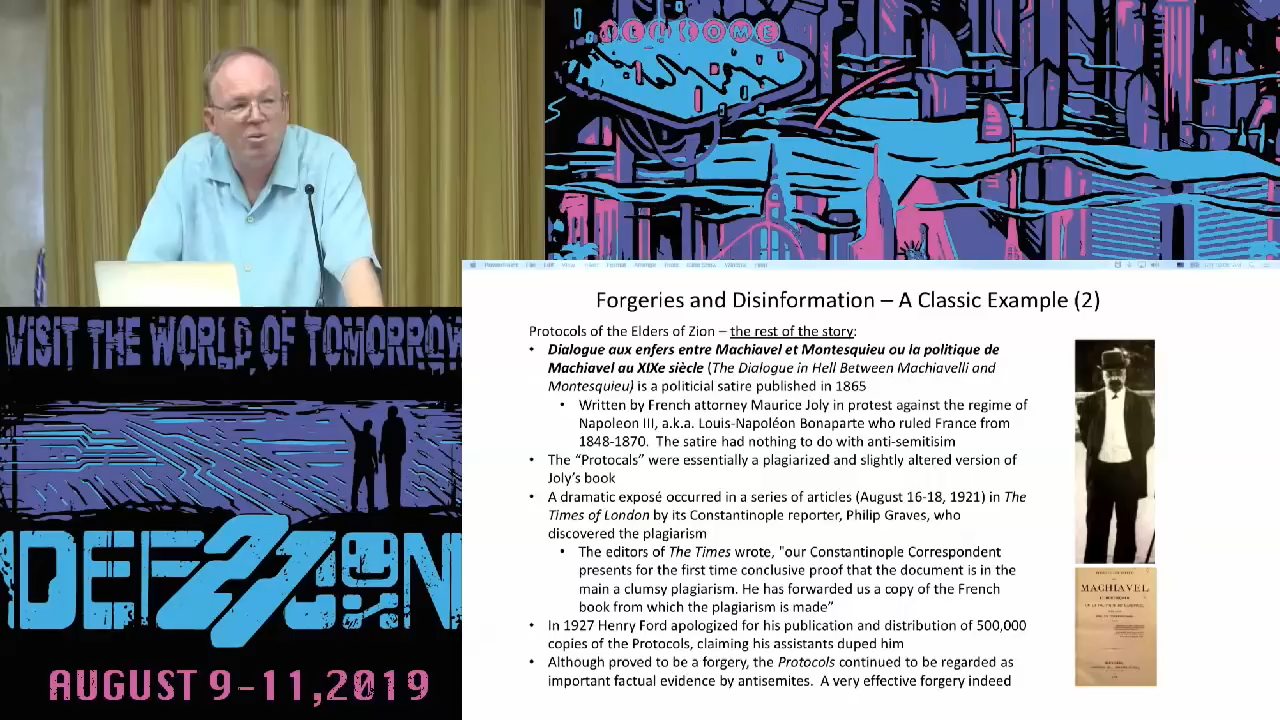 WELCOME
VISIT THE WORLD OF TOMORROW
DEF27CON
AUGUST 9-11,2019
Forgeries and Disinformation – A Classic Example (2)
Protocols of the Elders of Zion – the rest of the story:
• Dialogue aux enfers entre Machiavel et Montesquieu ou la politique de
Machiavel au XIXe siècle (The Dialogue in Hell Between Machiavelli and
Montesquieu) is a politicial satire published in 1865
• Written by French attorney Maurice Joly in protest against the regime of
Napoleon III, a.k.a. Louis-Napoléon Bonaparte who ruled France from
1848-1870. The satire had nothing to do with anti-semitisim
• The “Protocals” were essentially a plagiarized and slightly altered version of
Joly’s book
• A dramatic exposé occurred in a series of articles (August 16-18, 1921) in The
Times of London by its Constantinople reporter, Philip Graves, who
discovered the plagiarism
• The editors of The Times wrote, "our Constantinople Correspondent
presents for the first time conclusive proof that the document is in the
main a clumsy plagiarism. He has forwarded us a copy of the French
book from which the plagiarism is made”
• In 1927 Henry Ford apologized for his publication and distribution of 500,000
copies of the Protocols, claiming his assistants duped him
• Although proved to be a forgery, the Protocols continued to be regarded as
important factual evidence by antisemites. A very effective forgery indeed
MACHIAVEL